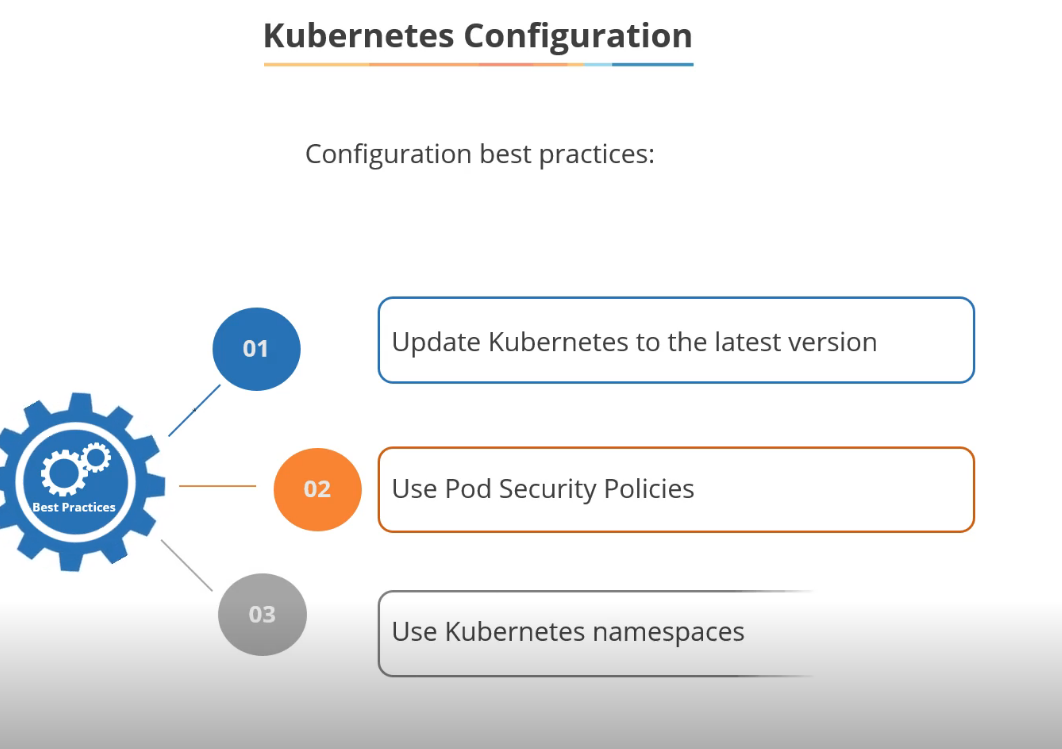 Kubernetes Configuration
Configuration best practices:
01
Update Kubernetes to the latest version
Best Practices
02
Use Pod Security Policies
03
Use Kubernetes namespaces